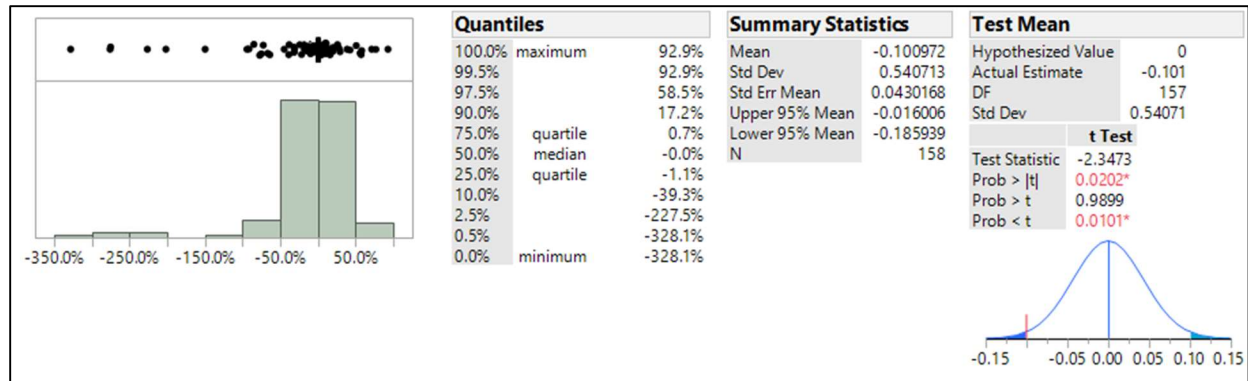 Quantiles
100.0% maximum 92.9%
99.5% 92.9%
97.5% 58.5%
90.0% 17.2%
75.0% quartile 0.7%
50.0% median -0.0%
25.0% quartile -1.1%
10.0% -39.3%
2.5% -227.5%
0.5% -328.1%
0.0% minimum -328.1%
-350.0% -250.0% -150.0% -50.0% 50.0%
Summary Statistics
Mean -0.100972
Std Dev 0.540713
Std Err Mean 0.0430168
Upper 95% Mean -0.016006
Lower 95% Mean -0.185939
N 158
Test Mean
Hypothesized Value 0
Actual Estimate -0.101
DF 157
Std Dev 0.54071
t Test
Test Statistic -2.3473
Prob > |t| 0.0202*
Prob > t 0.9899
Prob < t 0.0101*
-0.15 -0.05 0.00 0.05 0.10 0.15